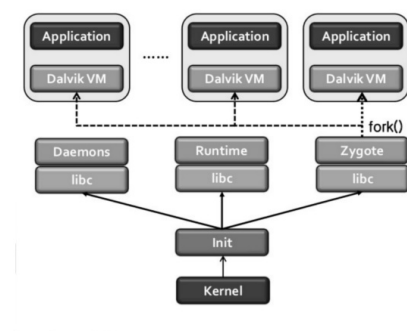 Application
Application
Application
......
Dalvik VM
Dalvik VM
Dalvik VM
fork()
Daemons
Runtime
Zygote
libc
libc
libc
Init
Kernel